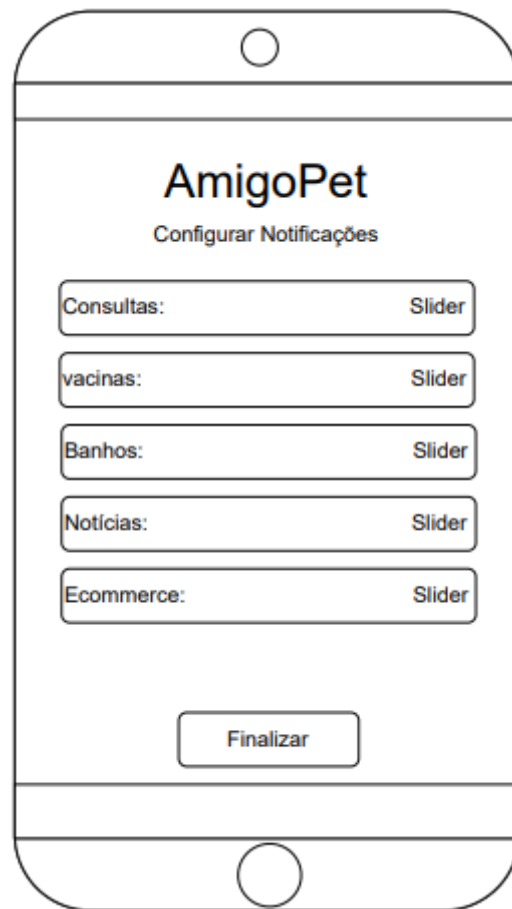 AmigoPet
Configurar Notificações
Consultas: Slider
vacinas: Slider
Banhos: Slider
Notícias: Slider
Ecommerce: Slider
Finalizar